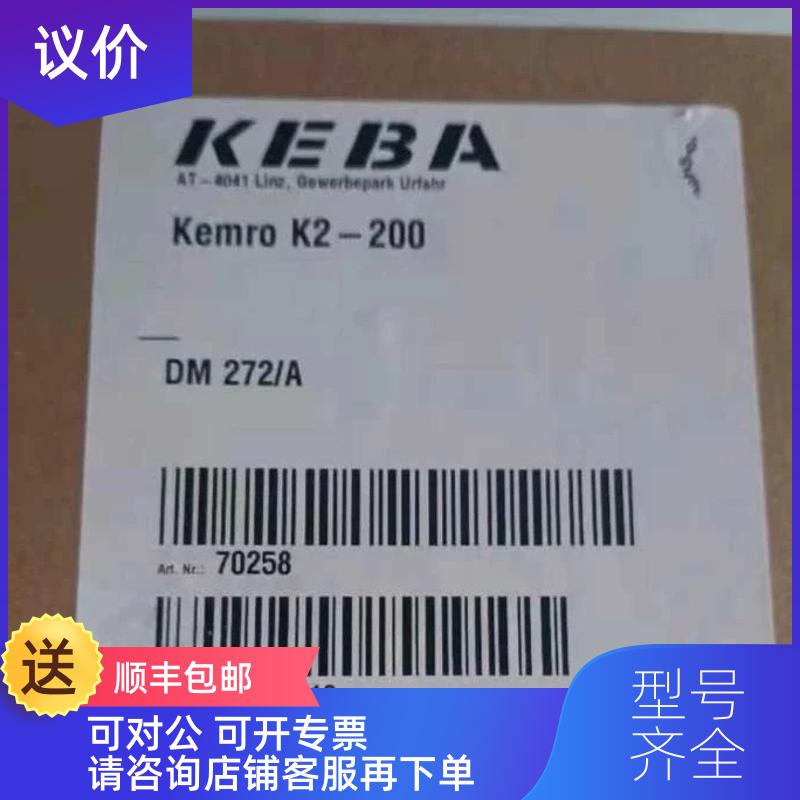 议价
KEBA
AT-4041 Linz, Gewerbepark Urfahr
Kemro K2-200
DM 272/A
Art. Nr.: 70258
送
顺丰包邮
可对公 可开专票
请咨询店铺客服再下单
型号
齐全